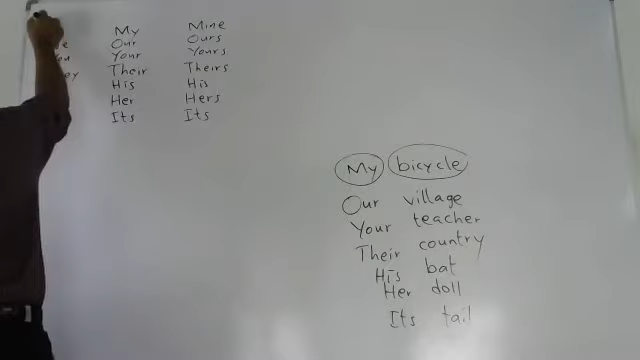 My Mine
Our Ours
You Your Yours
Their Theirs
His His
Her Hers
Its Its
My bicycle
Our village
Your teacher
Their country
His bat
Her doll
Its tail